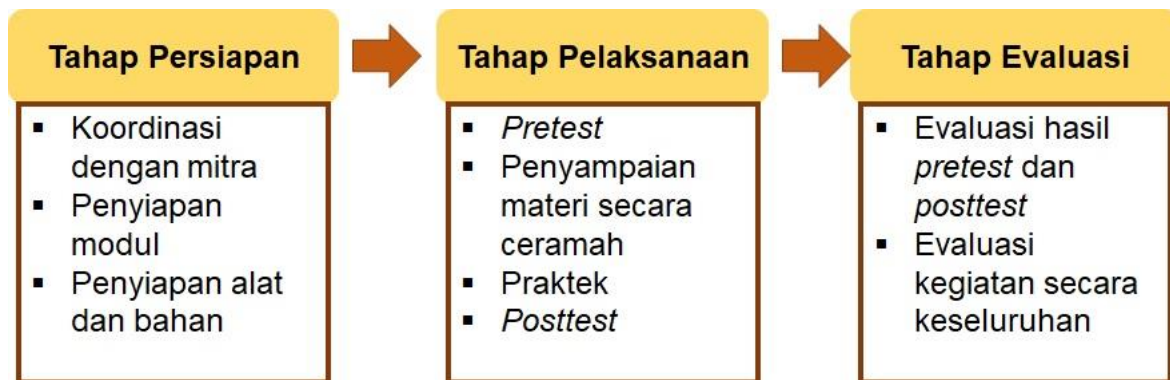 Tahap Persiapan
▪ Koordinasi
dengan mitra
▪ Penyiapan
modul
▪ Penyiapan alat
dan bahan
Tahap Pelaksanaan
▪ Pretest
▪ Penyampaian
materi secara
ceramah
▪ Praktek
▪ Posttest
Tahap Evaluasi
▪ Evaluasi hasil
pretest dan
posttest
▪ Evaluasi
kegiatan secara
keseluruhan